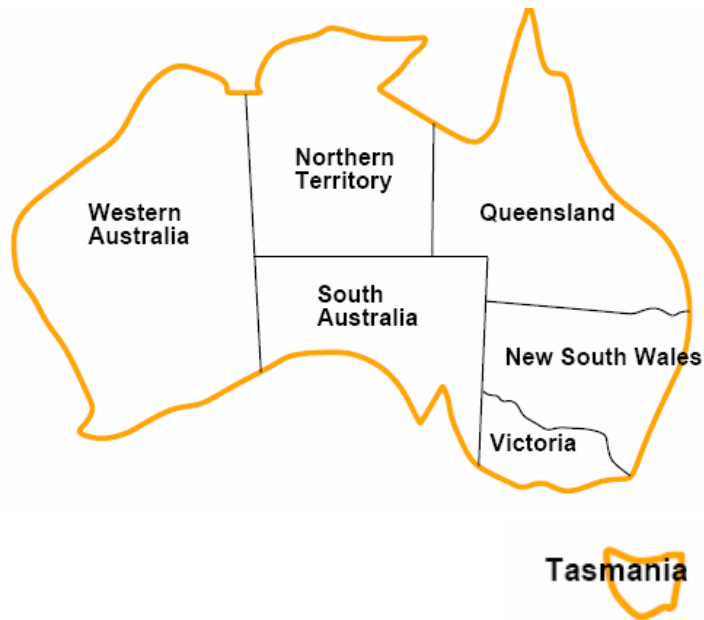 Northern
Territory
Western
Australia
Queensland
South
Australia
New South Wales
Victoria
Tasmania